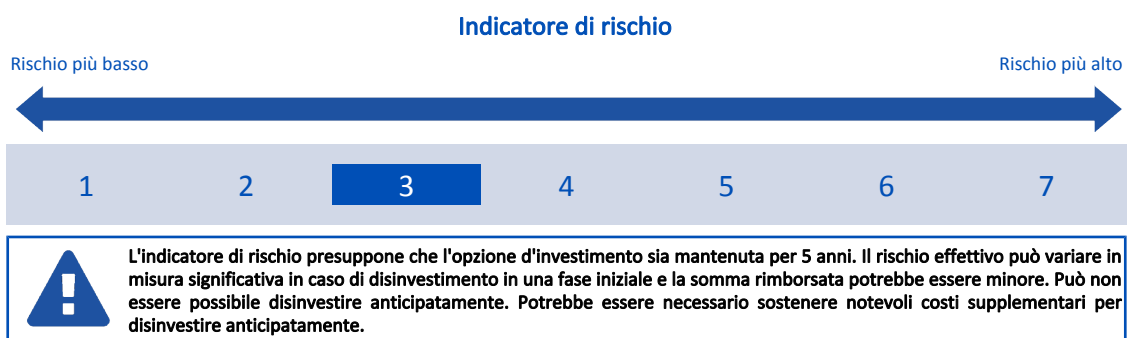 Indicatore di rischio
Rischio più basso
Rischio più alto
1 2 3 4 5 6 7
L'indicatore di rischio presuppone che l'opzione d'investimento sia mantenuta per 5 anni. Il rischio effettivo può variare in
misura significativa in caso di disinvestimento in una fase iniziale e la somma rimborsata potrebbe essere minore. Può non
essere possibile disinvestire anticipatamente. Potrebbe essere necessario sostenere notevoli costi supplementari per
disinvestire anticipatamente.